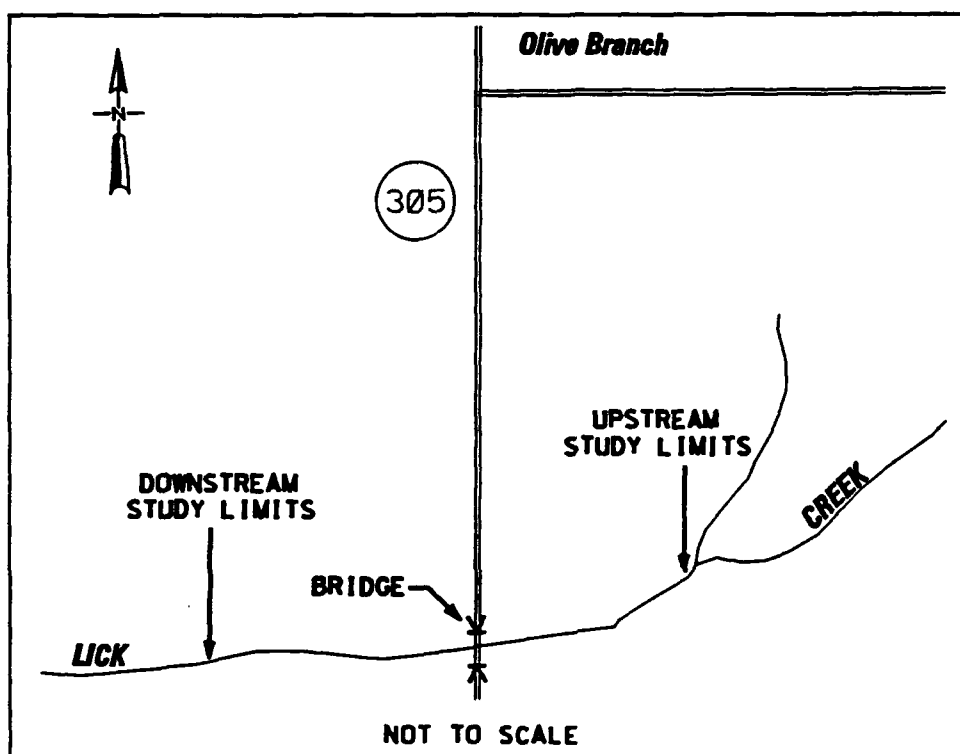 Olive Branch
N
305
UPSTREAM
STUDY LIMITS
DOWNSTREAM
STUDY LIMITS
CREEK
BRIDGE
LICK
NOT TO SCALE